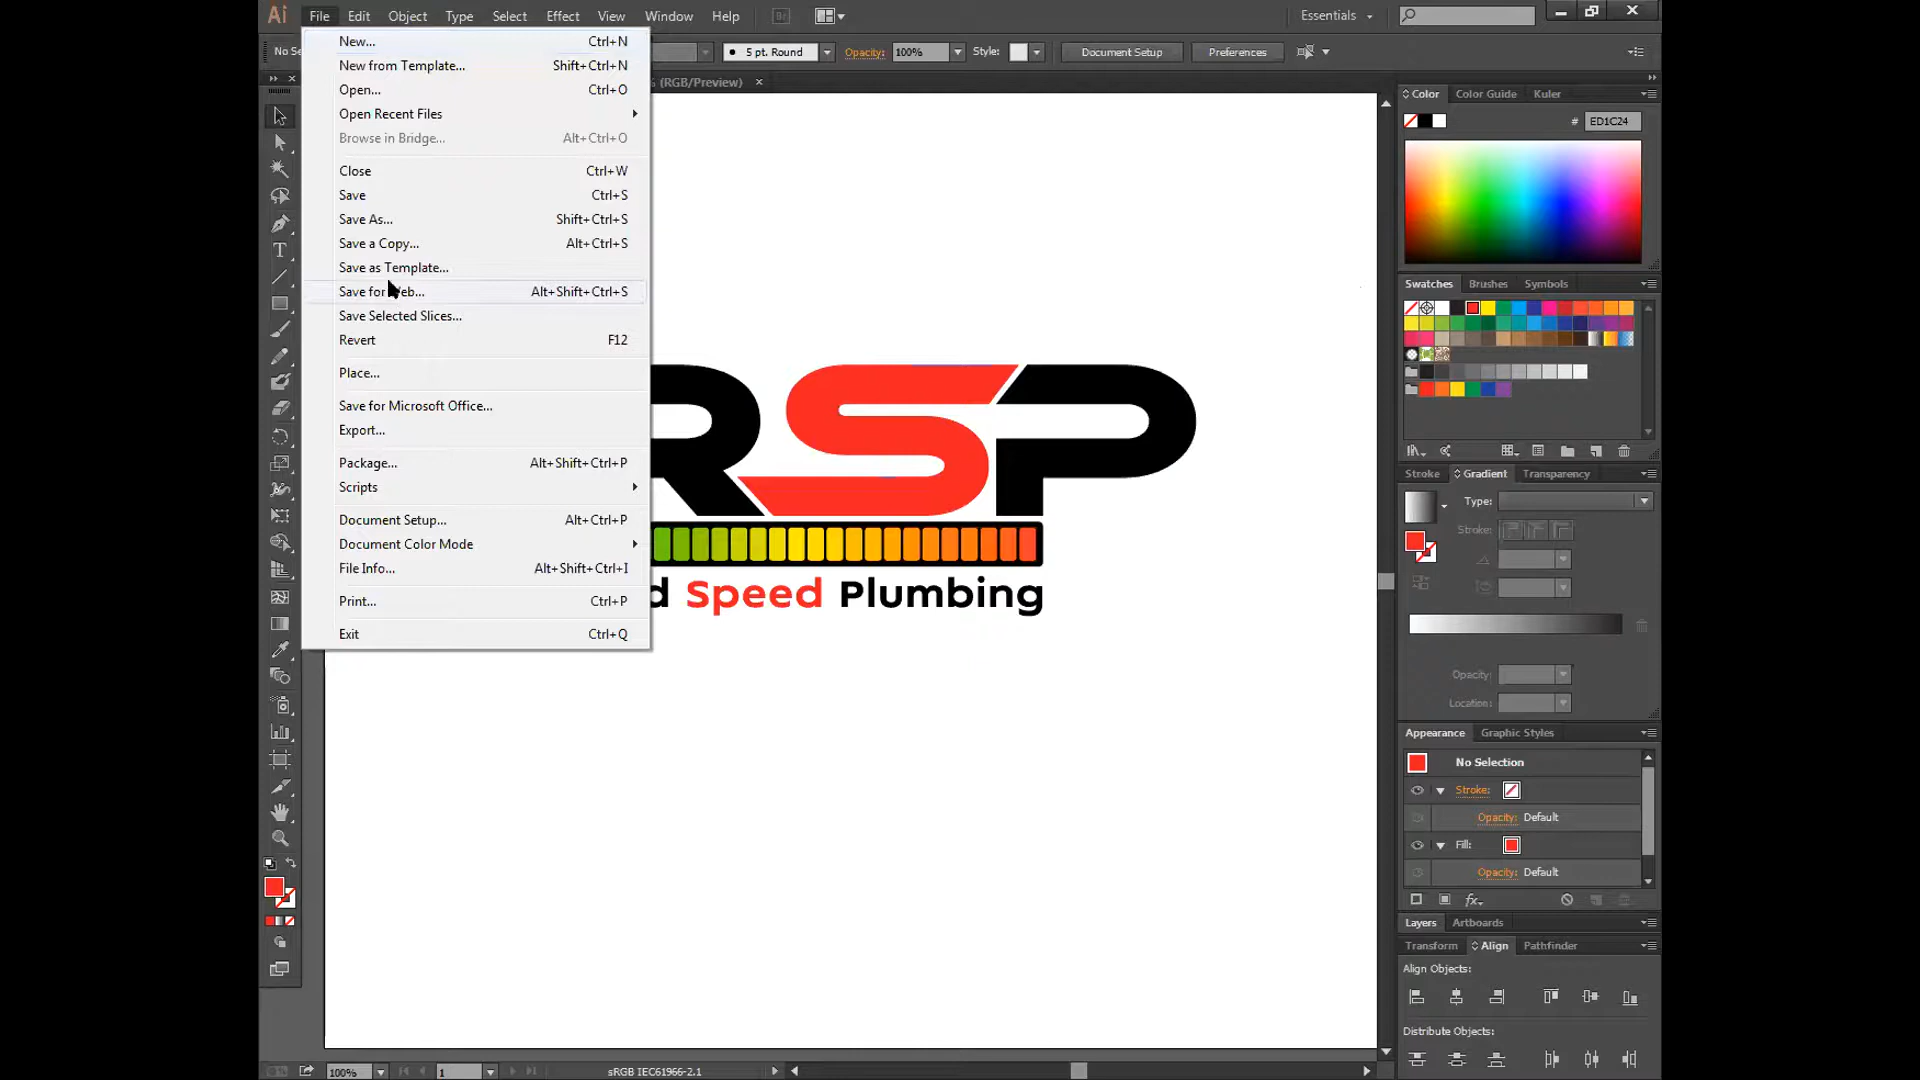 Ai File Edit Object Type Select Effect View Window Help Br Essentials
No Se
5 pt. Round Opacity: 100% Style: Document Setup Preferences
% (RGB/Preview)
New... Ctrl+N
New from Template... Shift+Ctrl+N
Open... Ctrl+O
Open Recent Files
Browse in Bridge... Alt+Ctrl+O
Close Ctrl+W
Save Ctrl+S
Save As... Shift+Ctrl+S
Save a Copy... Alt+Ctrl+S
Save as Template...
Save for Web... Alt+Shift+Ctrl+S
Save Selected Slices...
Revert F12
Place...
Save for Microsoft Office...
Export...
Package... Alt+Shift+Ctrl+P
Scripts
Document Setup... Alt+Ctrl+P
Document Color Mode
File Info... Alt+Shift+Ctrl+I
Print... Ctrl+P
Exit Ctrl+Q
RSP
d Speed Plumbing
Color Color Guide Kuler
# ED1C24
Swatches Brushes Symbols
Stroke Gradient Transparency
Type:
Stroke:
Opacity:
Location:
Appearance Graphic Styles
No Selection
Stroke:
Opacity: Default
Fill:
Opacity: Default
fx
Layers Artboards
Transform Align Pathfinder
Align Objects:
Distribute Objects:
100% 1 sRGB IEC61966-2.1